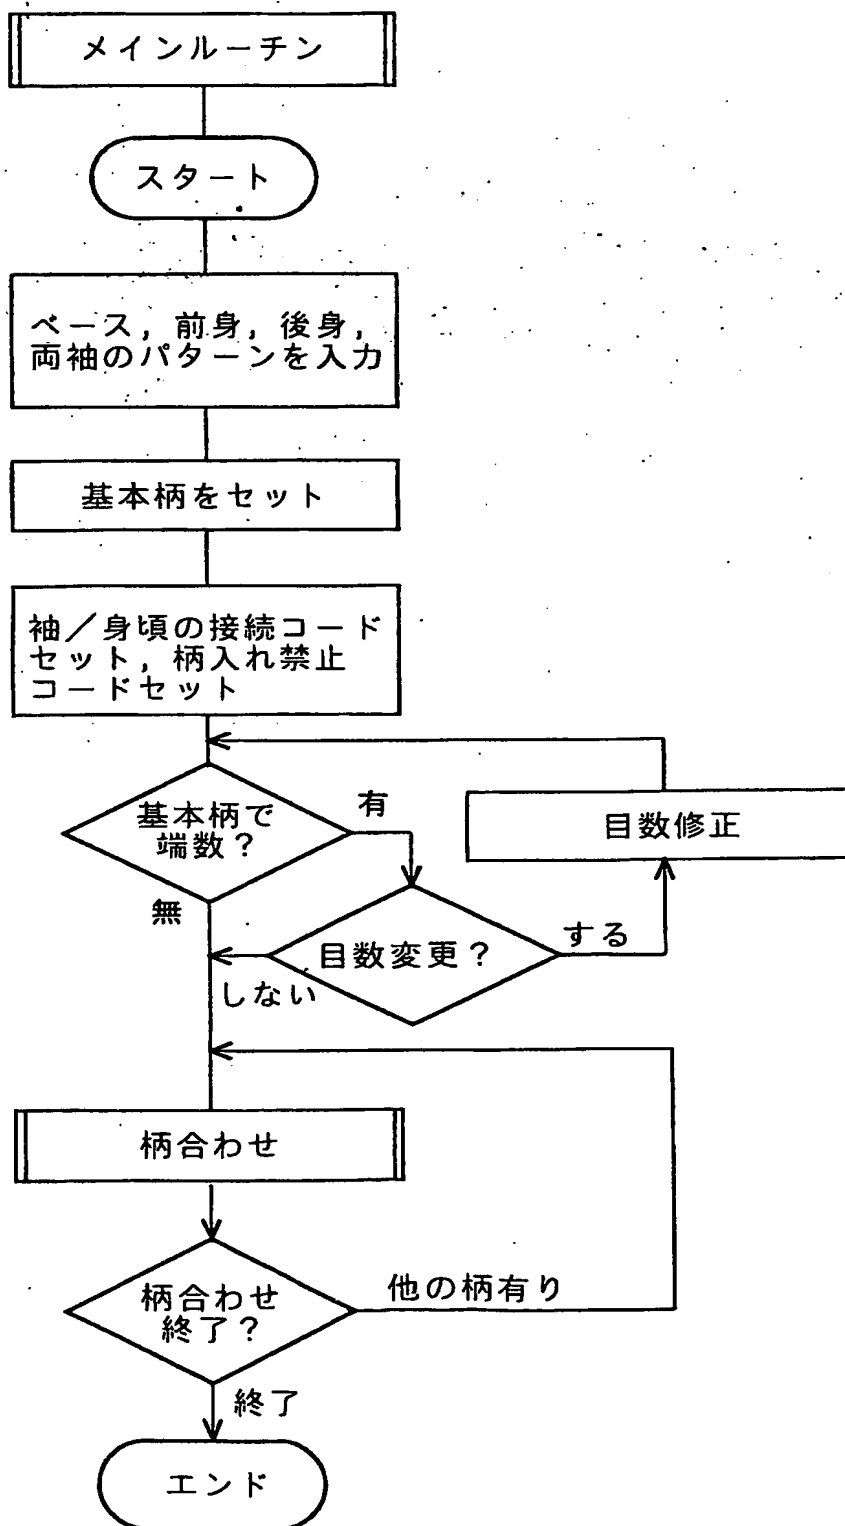 メインルーチン
スタート
ベース，前身，後身，
両袖のパターンを入力
基本柄をセット
袖／身頃の接続コード
セット，柄入れ禁止
コードセット
基本柄で
端数？
有
目数修正
無
目数変更？
する
しない
柄合わせ
柄合わせ
終了？
他の柄有り
終了
エンド